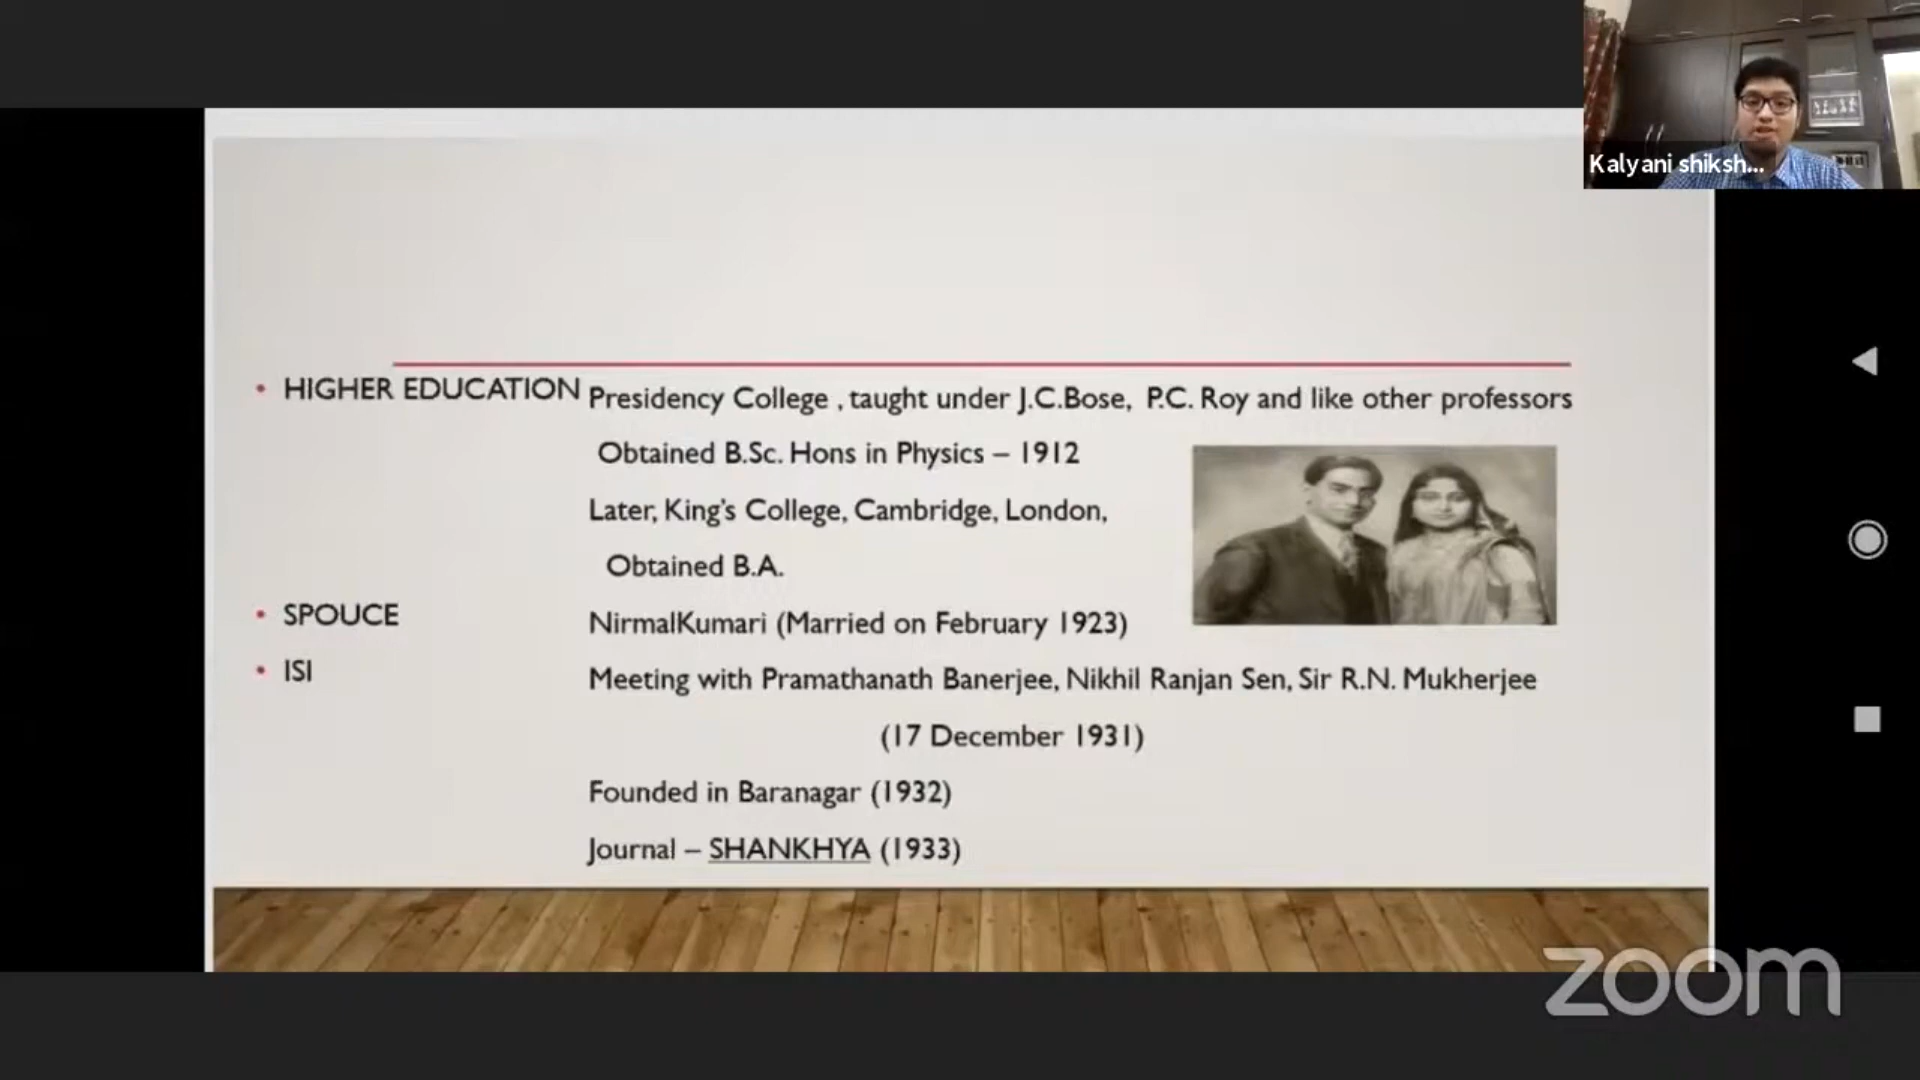 Kalyani shiksh...
• HIGHER EDUCATION Presidency College , taught under J.C.Bose, P.C. Roy and like other professors
Obtained B.Sc. Hons in Physics – 1912
Later, King's College, Cambridge, London,
Obtained B.A.
• SPOUCE NirmalKumari (Married on February 1923)
• ISI Meeting with Pramathanath Banerjee, Nikhil Ranjan Sen, Sir R.N. Mukherjee
(17 December 1931)
Founded in Baranagar (1932)
Journal – SHANKHYA (1933)
zoom